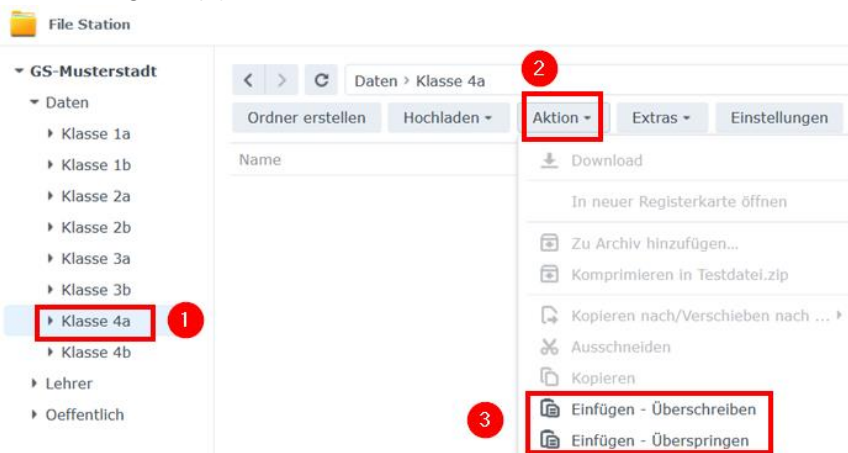 File Station
GS-Musterstadt
Daten
Klasse 1a
Klasse 1b
Klasse 2a
Klasse 2b
Klasse 3a
Klasse 3b
Klasse 4a
1
Klasse 4b
Lehrer
Oeffentlich
Daten > Klasse 4a
2
Ordner erstellen Hochladen Aktion Extras Einstellungen
Name
Download
In neuer Registerkarte öffnen
Zu Archiv hinzufügen...
Komprimieren in Testdatei.zip
Kopieren nach/Verschieben nach ...
Ausschneiden
Kopieren
3
Einfügen - Überschreiben
Einfügen - Überspringen